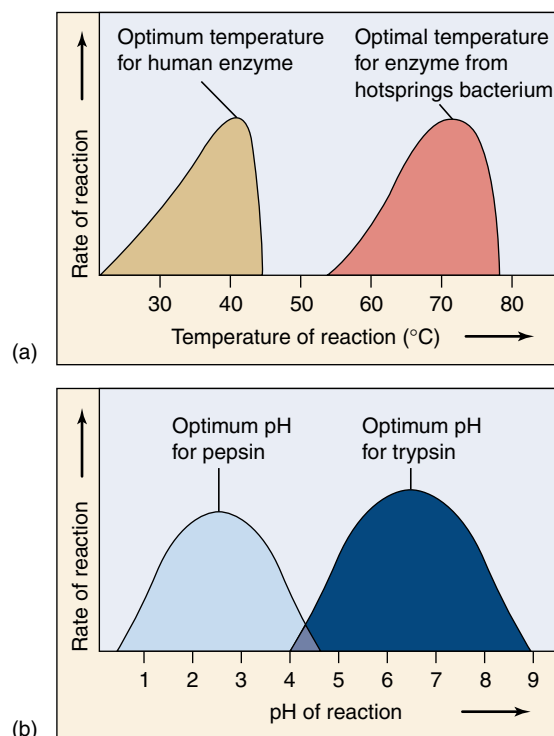 Optimum temperature
for human enzyme
Optimal temperature
for enzyme from
hotsprings bacterium
Rate of reaction
30 40 50 60 70 80
Temperature of reaction (°C)
(a)
Optimum pH
for pepsin
Optimum pH
for trypsin
Rate of reaction
1 2 3 4 5 6 7 8 9
pH of reaction
(b)